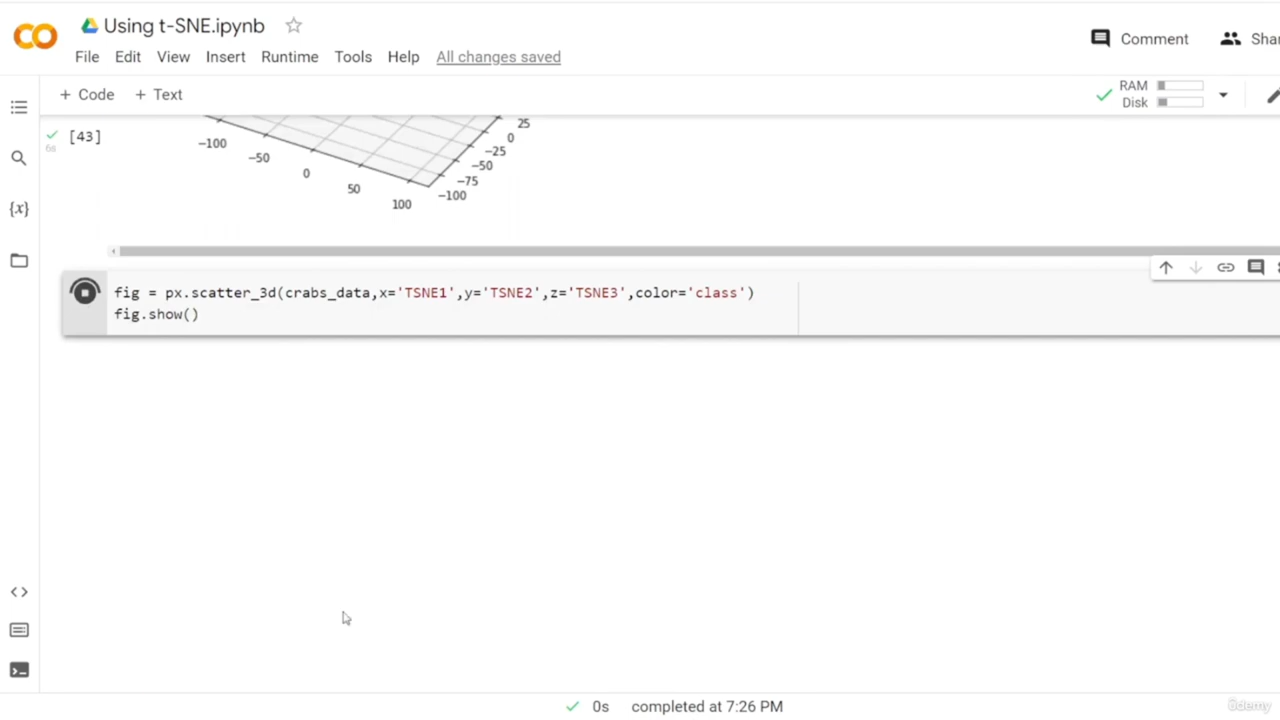 Using t-SNE.ipynb
File Edit View Insert Runtime Tools Help All changes saved
Comment
+ Code + Text
RAM
Disk
[43]
6s
-100
-50
0
50
100
25
0
-25
-50
-75
-100
{x}
fig = px.scatter_3d(crabs_data,x='TSNE1',y='TSNE2',z='TSNE3',color='class')
fig.show()
0s completed at 7:26 PM
ûdemy